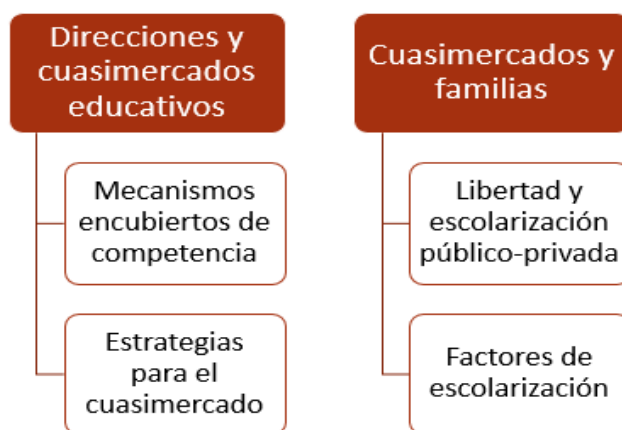 Direcciones y
cuasimercados
educativos
Mecanismos
encubiertos de
competencia
Estrategias
para el
cuasimercado
Cuasimercados y
familias
Libertad y
escolarización
público-privada
Factores de
escolarización